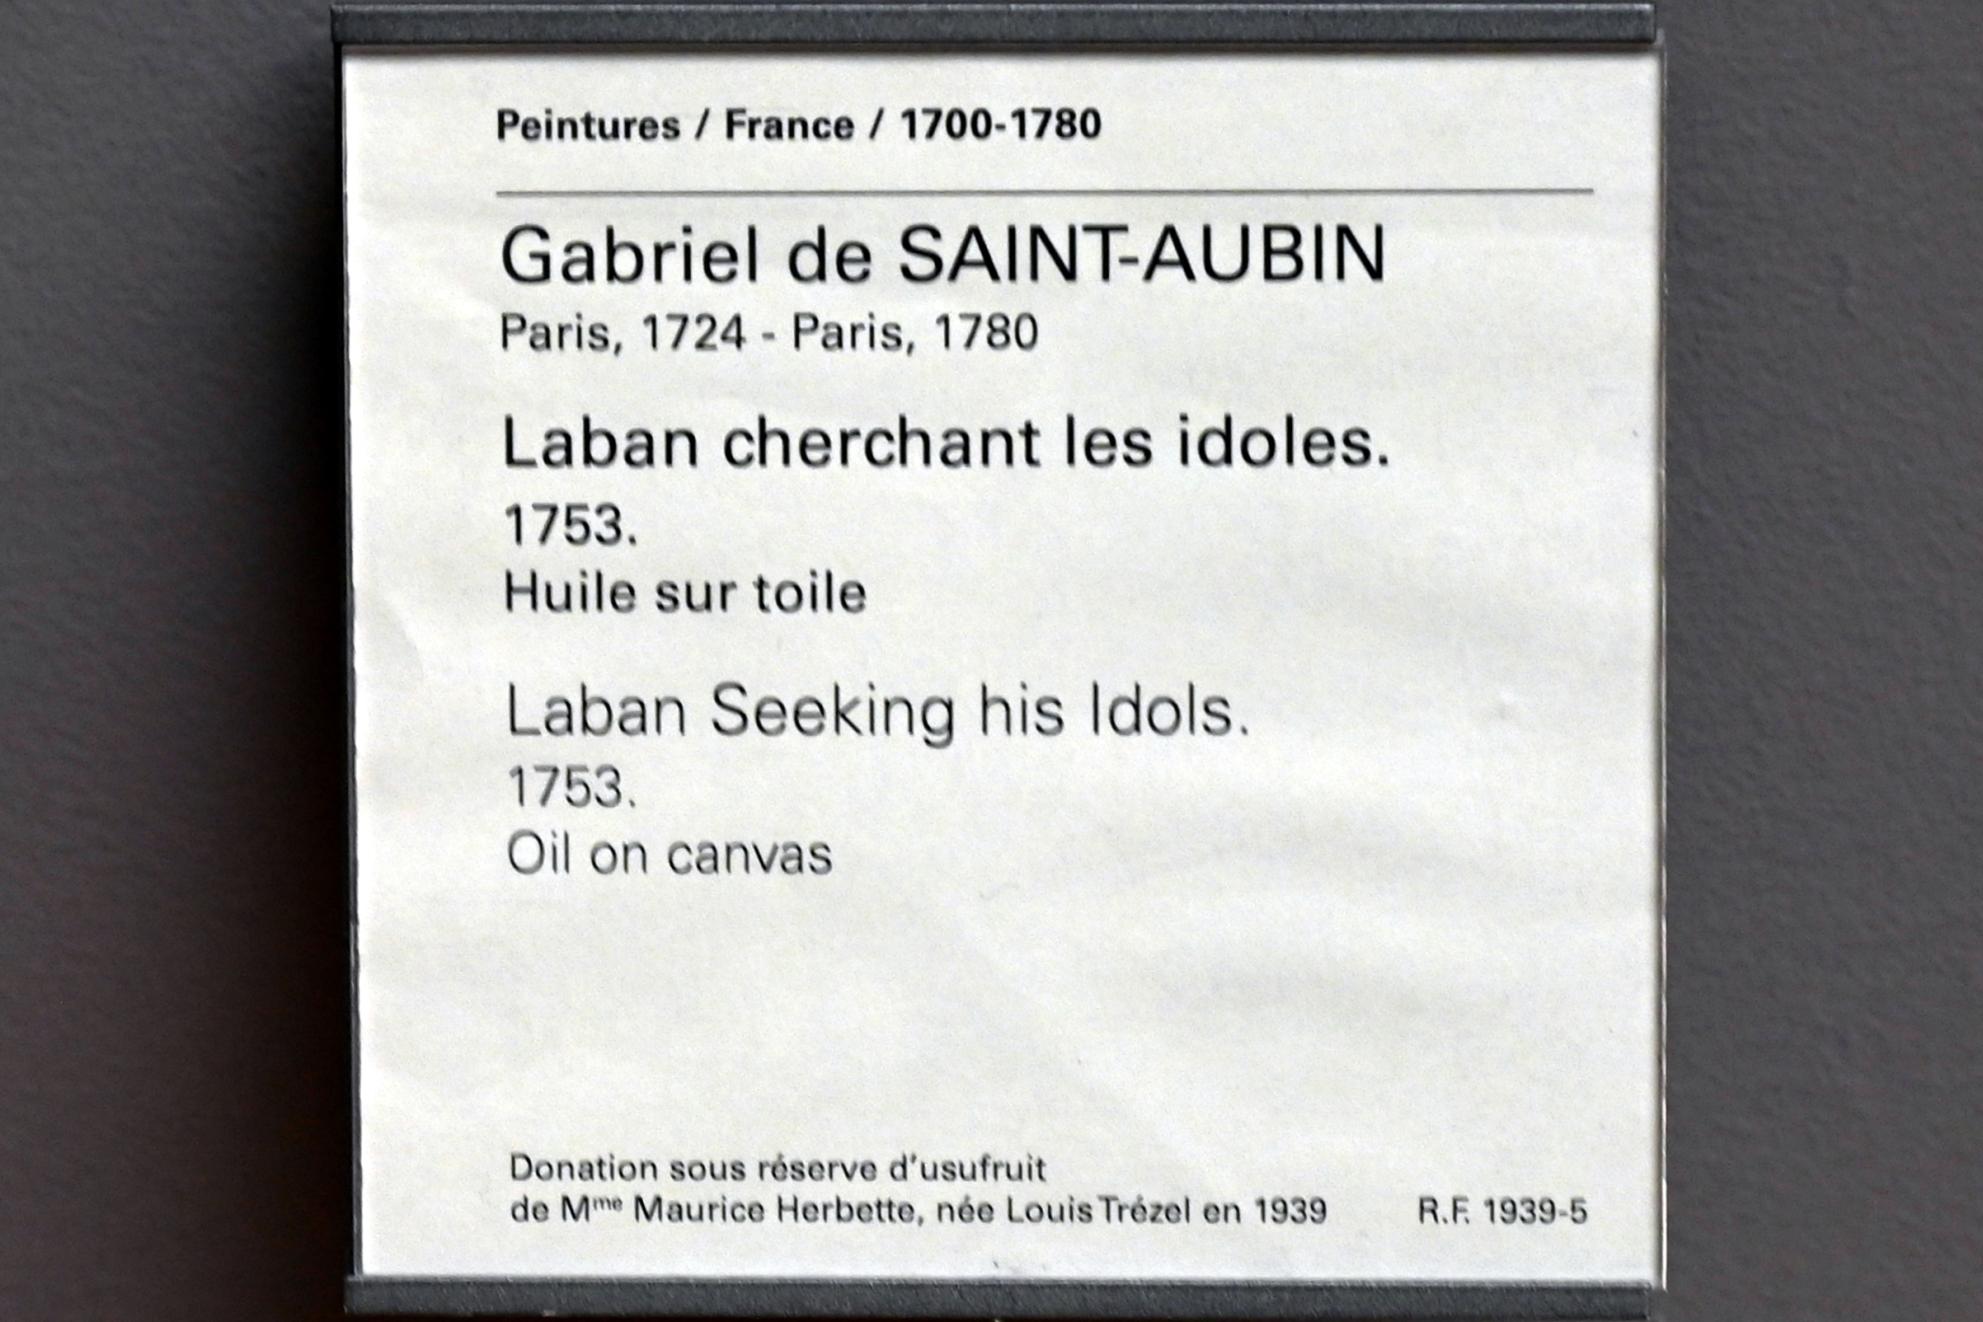 Peintures / France / 1700-1780
Gabriel de SAINT-AUBIN
Paris, 1724 - Paris, 1780
Laban cherchant les idoles.
1753.
Huile sur toile
Laban Seeking his Idols.
1753.
Oil on canvas
Donation sous réserve d'usufruit
de Mme Maurice Herbette, née Louis Trézel en 1939 R.F. 1939-5